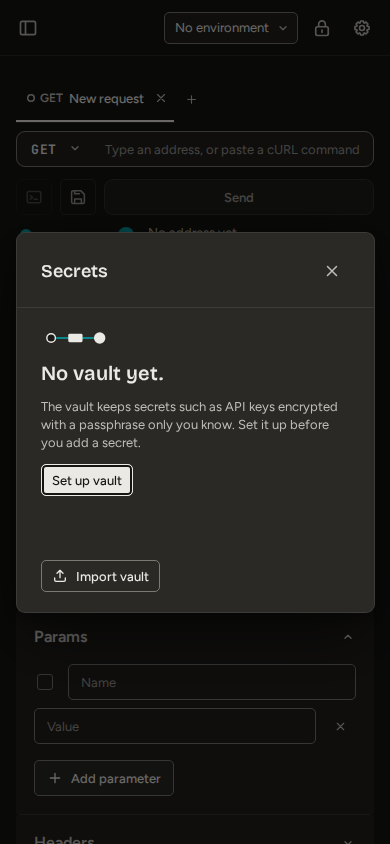 No environment
GET New request
GET Type an address, or paste a cURL command
Send
No address yet
Secrets
No vault yet.
The vault keeps secrets such as API keys encrypted
with a passphrase only you know. Set it up before
you add a secret.
Set up vault
Import vault
Params
Name
Value
Add parameter
Headers